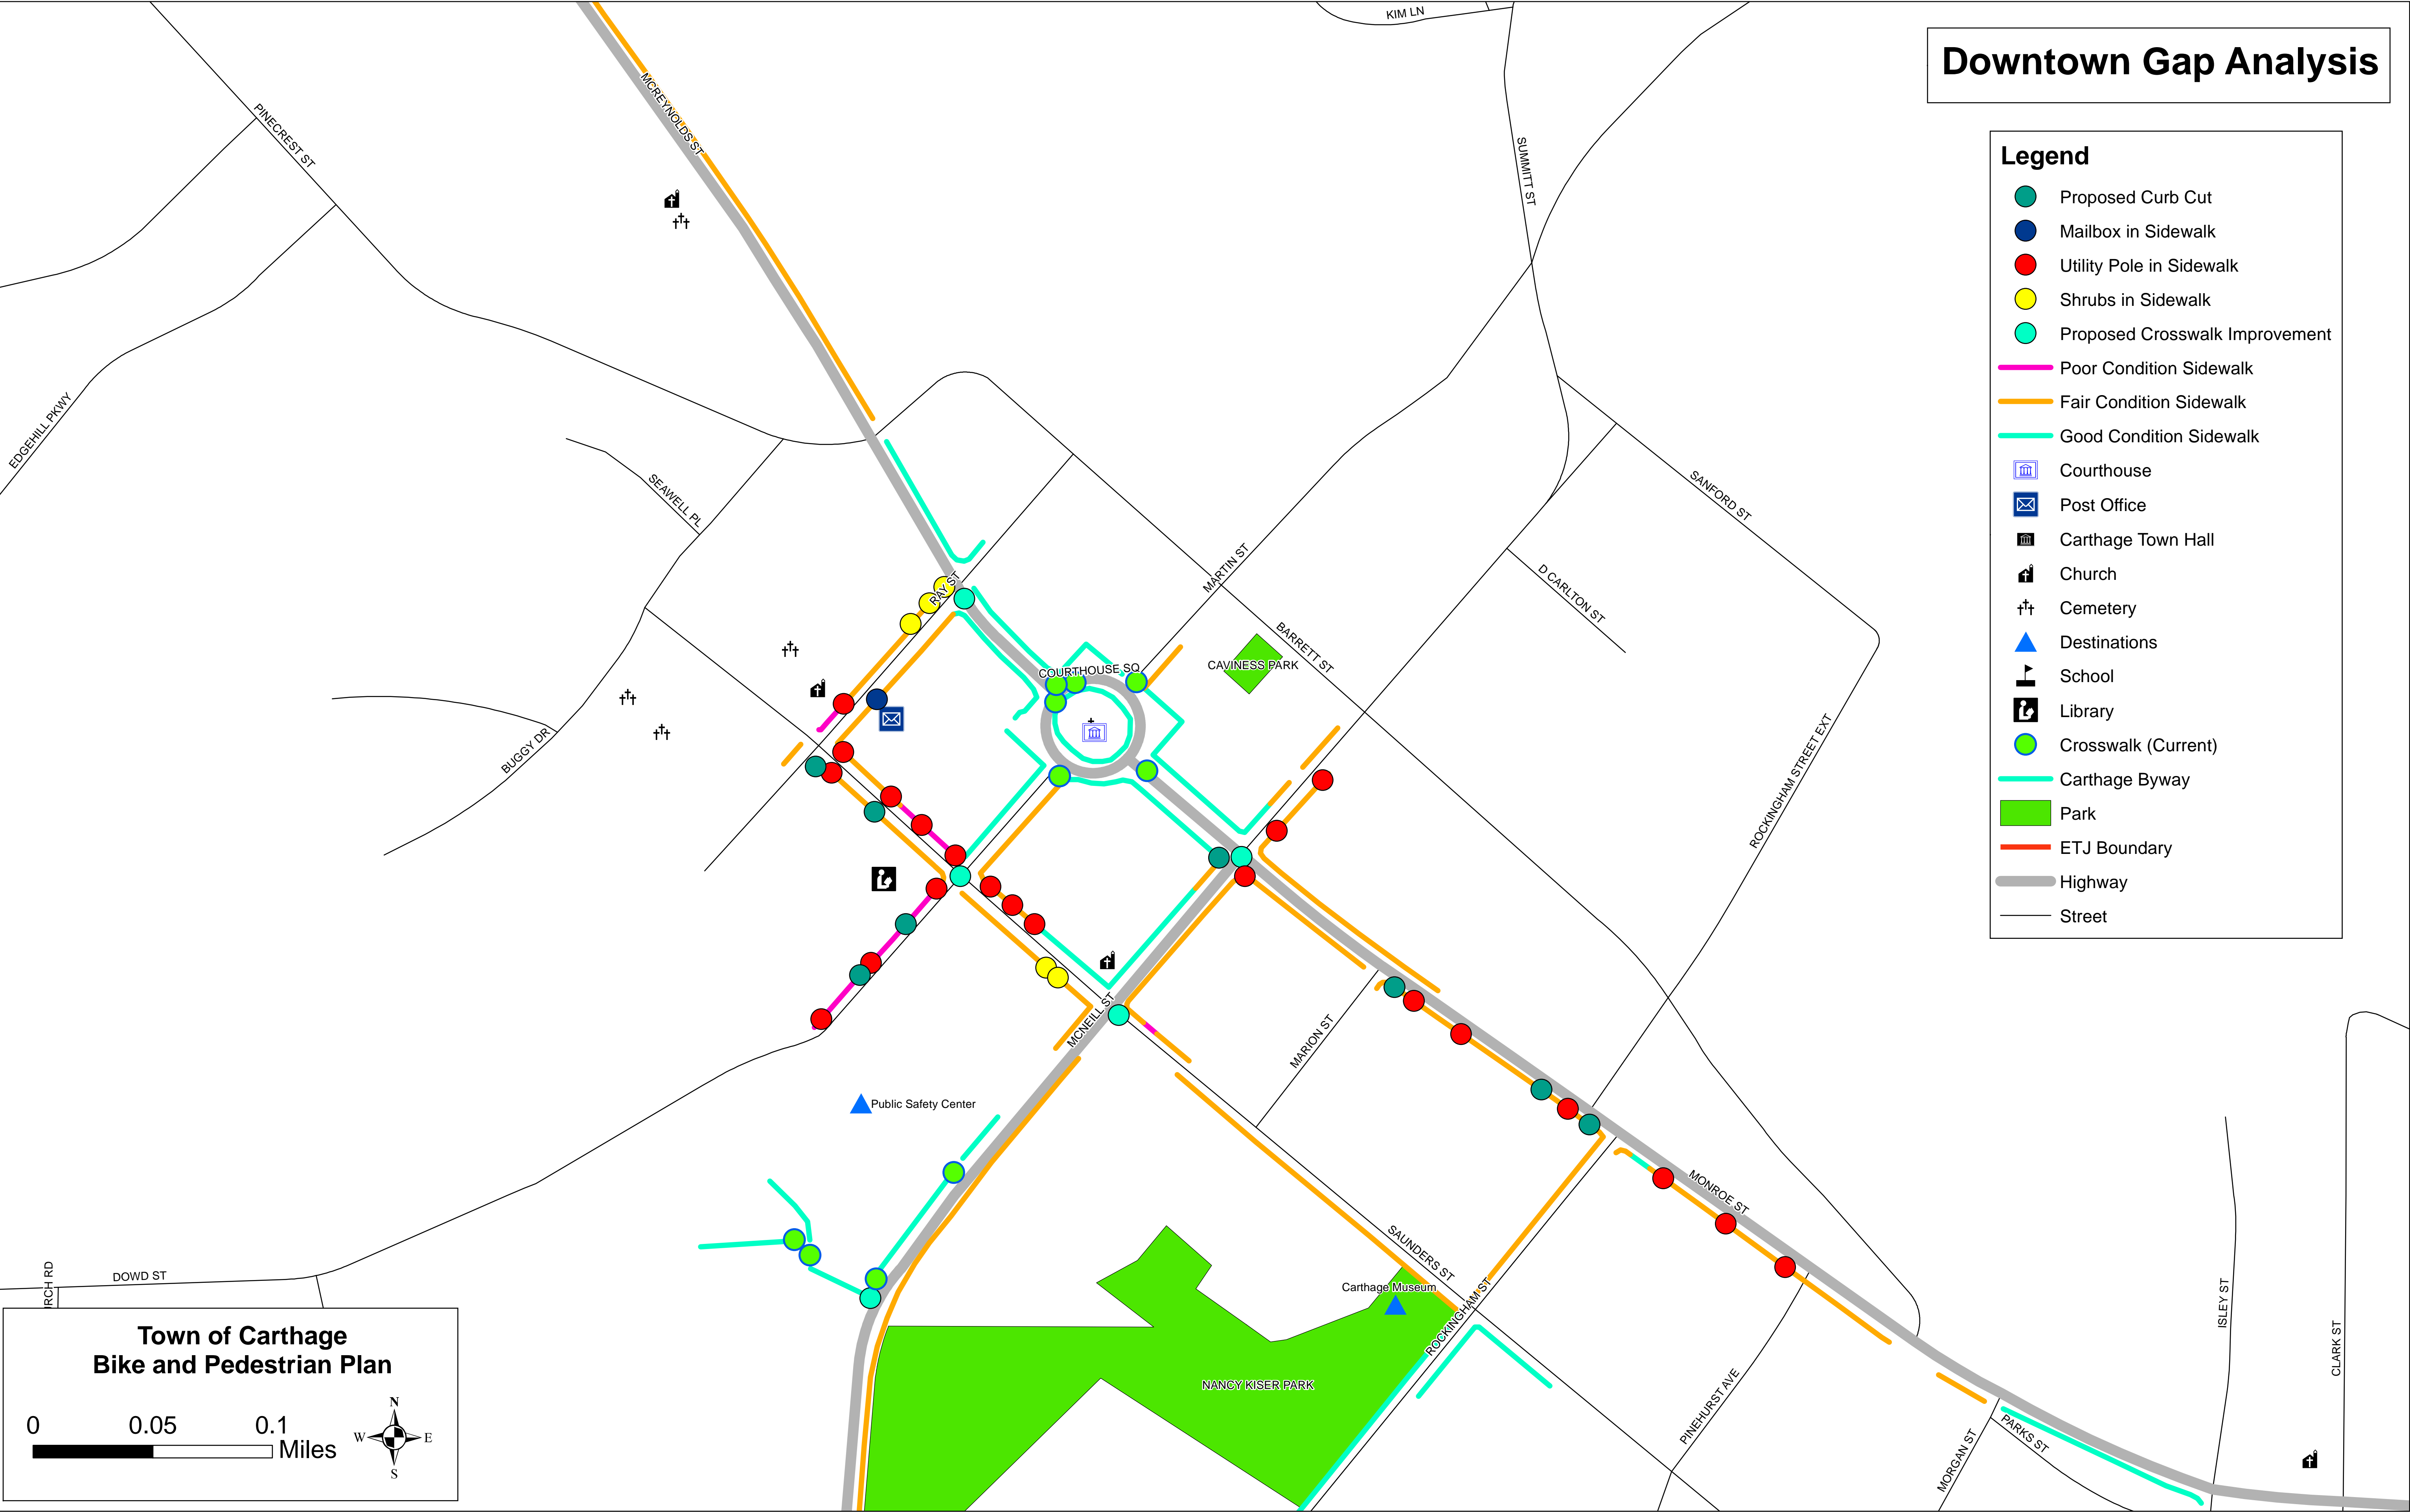 Downtown Gap Analysis
Legend
Proposed Curb Cut
Mailbox in Sidewalk
Utility Pole in Sidewalk
Shrubs in Sidewalk
Proposed Crosswalk Improvement
Poor Condition Sidewalk
Fair Condition Sidewalk
Good Condition Sidewalk
Courthouse
Post Office
Carthage Town Hall
Church
Cemetery
Destinations
School
Library
Crosswalk (Current)
Carthage Byway
Park
ETJ Boundary
Highway
Street
KIM LN
MCREYNOLDS ST
PINECREST ST
SUMMITT ST
EDGEHILL PKWY
SEAWELL PL
SANFORD ST
MARTIN ST
D CARLTON ST
RAY ST
BARRETT ST
COURTHOUSE SQ
CAVINESS PARK
BUGGY DR
ROCKINGHAM STREET EXT
MCNEILL ST
MARION ST
Public Safety Center
MONROE ST
SAUNDERS ST
Carthage Museum
ROCKINGHAM ST
NANCY KISER PARK
PINEHURST AVE
MORGAN ST
PARKS ST
ISLEY ST
CLARK ST
DOWD ST
URCH RD
Town of Carthage
Bike and Pedestrian Plan
0 0.05 0.1
Miles
N
W E
S